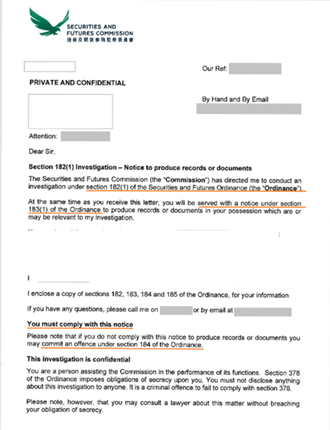 SECURITIES AND
FUTURES COMMISSION
證券及期貨事務監察委員會
Our Ref:
PRIVATE AND CONFIDENTIAL
By Hand and By Email
Attention:
Dear Sir,
Section 182(1) Investigation – Notice to produce records or documents
The Securities and Futures Commission (the "Commission") has directed me to conduct an
investigation under section 182(1) of the Securities and Futures Ordinance (the "Ordinance").
At the same time as you receive this letter, you will be served with a notice under section
183(1) of the Ordinance to produce records or documents in your possession which are or
may be relevant to my investigation.
I
I enclose a copy of sections 182, 183, 184 and 185 of the Ordinance, for your information.
If you have any questions, please call me on or by email at
You must comply with this notice
Please note that if you do not comply with this notice to produce records or documents you
may commit an offence under section 184 of the Ordinance.
This investigation is confidential
You are a person assisting the Commission in the performance of its functions. Section 378
of the Ordinance imposes obligations of secrecy upon you. You must not disclose anything
about this investigation to anyone. It is a criminal offence to fail to comply with section 378.
Please note, however, that you may consult a lawyer about this matter without breaching
your obligation of secrecy.